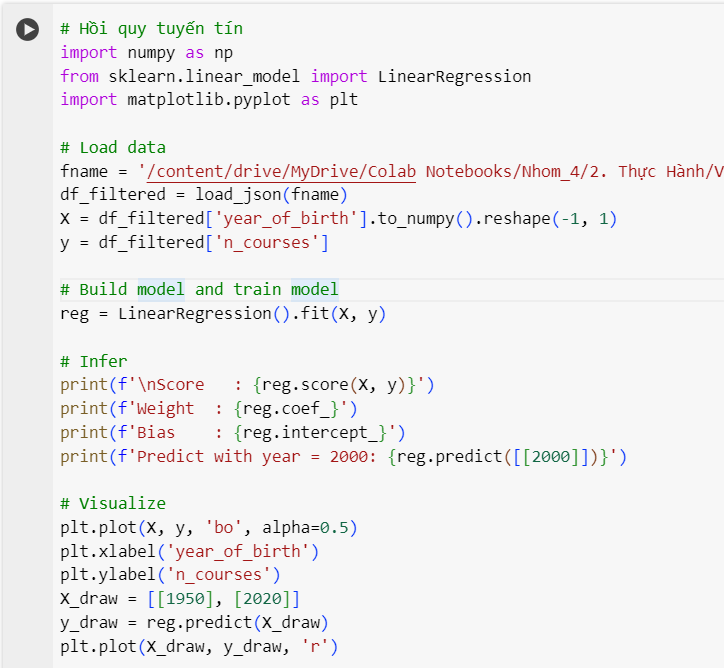 # Hồi quy tuyến tín
import numpy as np
from sklearn.linear_model import LinearRegression
import matplotlib.pyplot as plt
# Load data
fname = '/content/drive/MyDrive/Colab Notebooks/Nhom_4/2. Thực Hành/V
df_filtered = load_json(fname)
X = df_filtered['year_of_birth'].to_numpy().reshape(-1, 1)
y = df_filtered['n_courses']
# Build model and train model
reg = LinearRegression().fit(X, y)
# Infer
print(f'\nScore   : {reg.score(X, y)}')
print(f'Weight  : {reg.coef_}')
print(f'Bias    : {reg.intercept_}')
print(f'Predict with year = 2000: {reg.predict([[2000]])}')
# Visualize
plt.plot(X, y, 'bo', alpha=0.5)
plt.xlabel('year_of_birth')
plt.ylabel('n_courses')
X_draw = [[1950], [2020]]
y_draw = reg.predict(X_draw)
plt.plot(X_draw, y_draw, 'r')